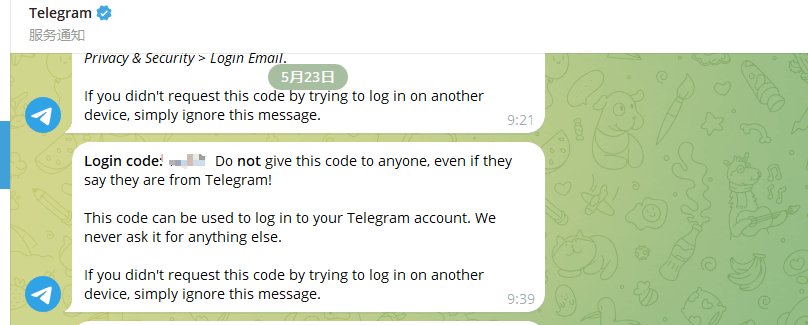 Telegram
服务通知
Privacy & Security > Login Email.
5月23日
If you didn't request this code by trying to log in on another
device, simply ignore this message.
9:21
Login code: Do not give this code to anyone, even if they
say they are from Telegram!
This code can be used to log in to your Telegram account. We
never ask it for anything else.
If you didn't request this code by trying to log in on another
device, simply ignore this message.
9:39